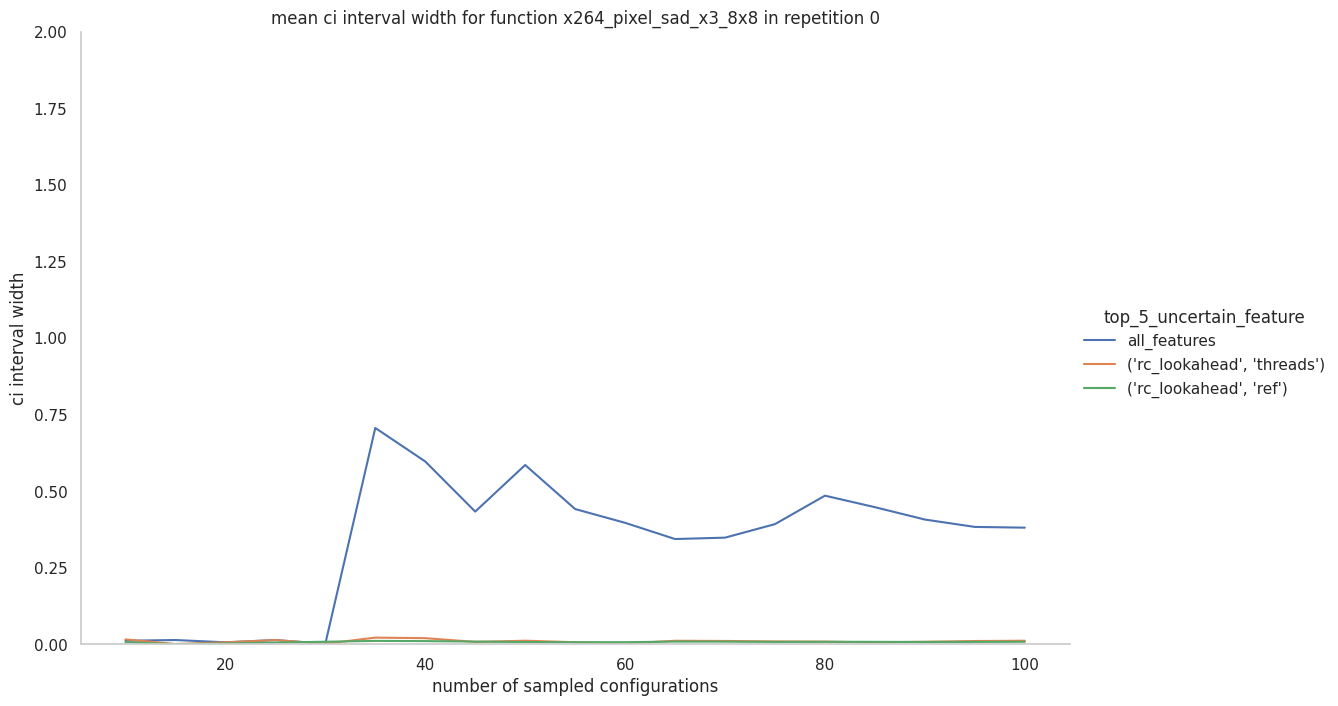 mean ci interval width for function x264_pixel_sad_x3_8x8 in repetition 0
2.00
1.75
1.50
1.25
1.00
0.75
0.50
0.25
0.00
ci interval width
20
40
60
80
100
number of sampled configurations
top_5_uncertain_feature
all_features
('rc_lookahead', 'threads')
('rc_lookahead', 'ref')